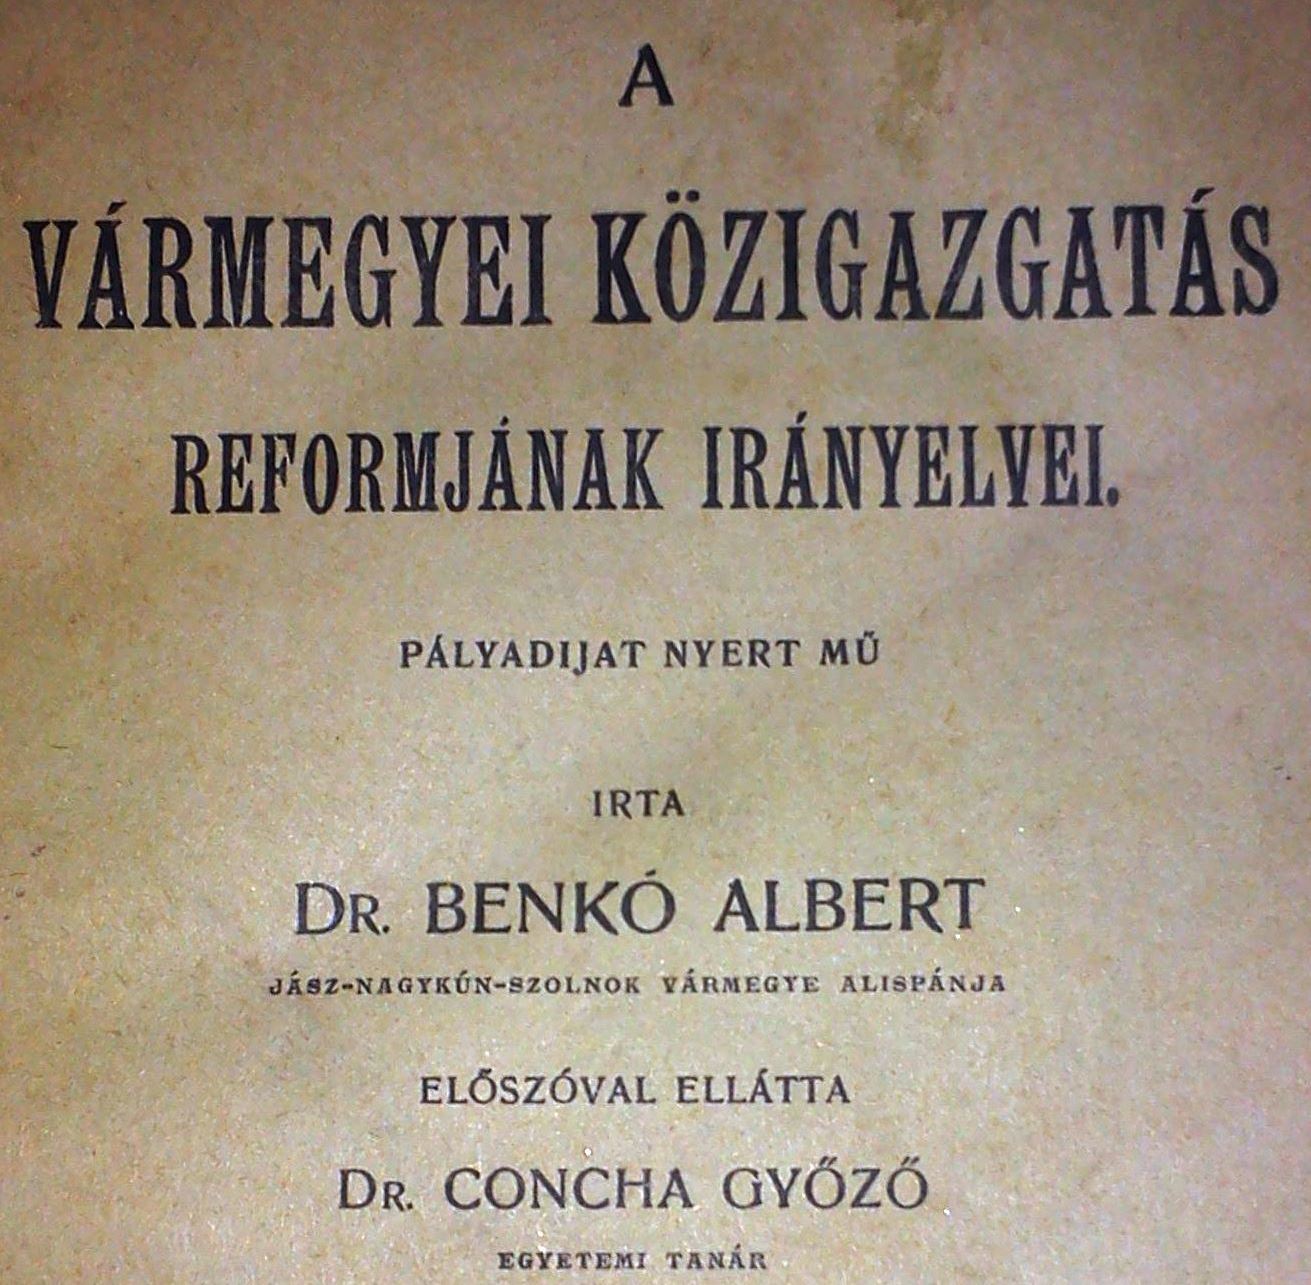 A
VÁRMEGYEI KÖZIGAZGATÁS
REFORMJÁNAK IRÁNYELVEI.
PÁLYADIJAT NYERT MŰ
IRTA
DR. BENKÓ ALBERT
JÁSZ-NAGYKÚN-SZOLNOK VÁRMEGYE ALISPÁNJA
ELŐSZÓVAL ELLÁTTA
DR. CONCHA GYŐZŐ
EGYETEMI TANÁR